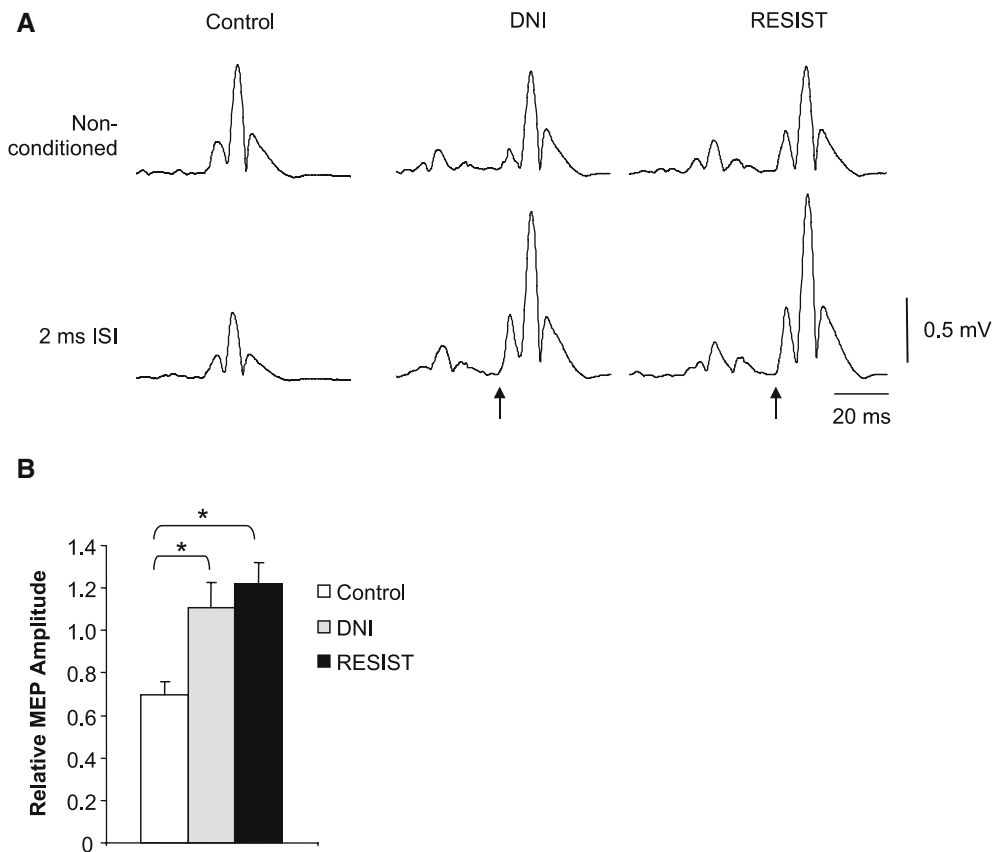 A
Control
DNI
RESIST
Non-
conditioned
2 ms ISI
0.5 mV
20 ms
B
*
*
1.4
1.2
1.0
0.8
0.6
0.4
0.2
0
Relative MEP Amplitude
Control
DNI
RESIST